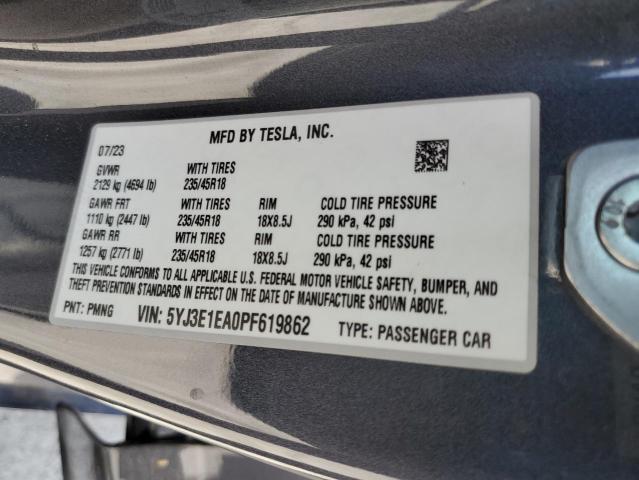 MFD BY TESLA, INC.
07/23
GVWR WITH TIRES
2129 kg (4694 lb) 235/45R18
GAWR FRT WITH TIRES RIM COLD TIRE PRESSURE
1110 kg (2447 lb) 235/45R18 18X8.5J 290 kPa, 42 psi
GAWR RR WITH TIRES RIM COLD TIRE PRESSURE
1257 kg (2771 lb) 235/45R18 18X8.5J 290 kPa, 42 psi
THIS VEHICLE CONFORMS TO ALL APPLICABLE U.S. FEDERAL MOTOR VEHICLE SAFETY, BUMPER, AND
THEFT PREVENTION STANDARDS IN EFFECT ON THE DATE OF MANUFACTURE SHOWN ABOVE.
PNT: PMNG VIN: 5YJ3E1EA0PF619862 TYPE: PASSENGER CAR